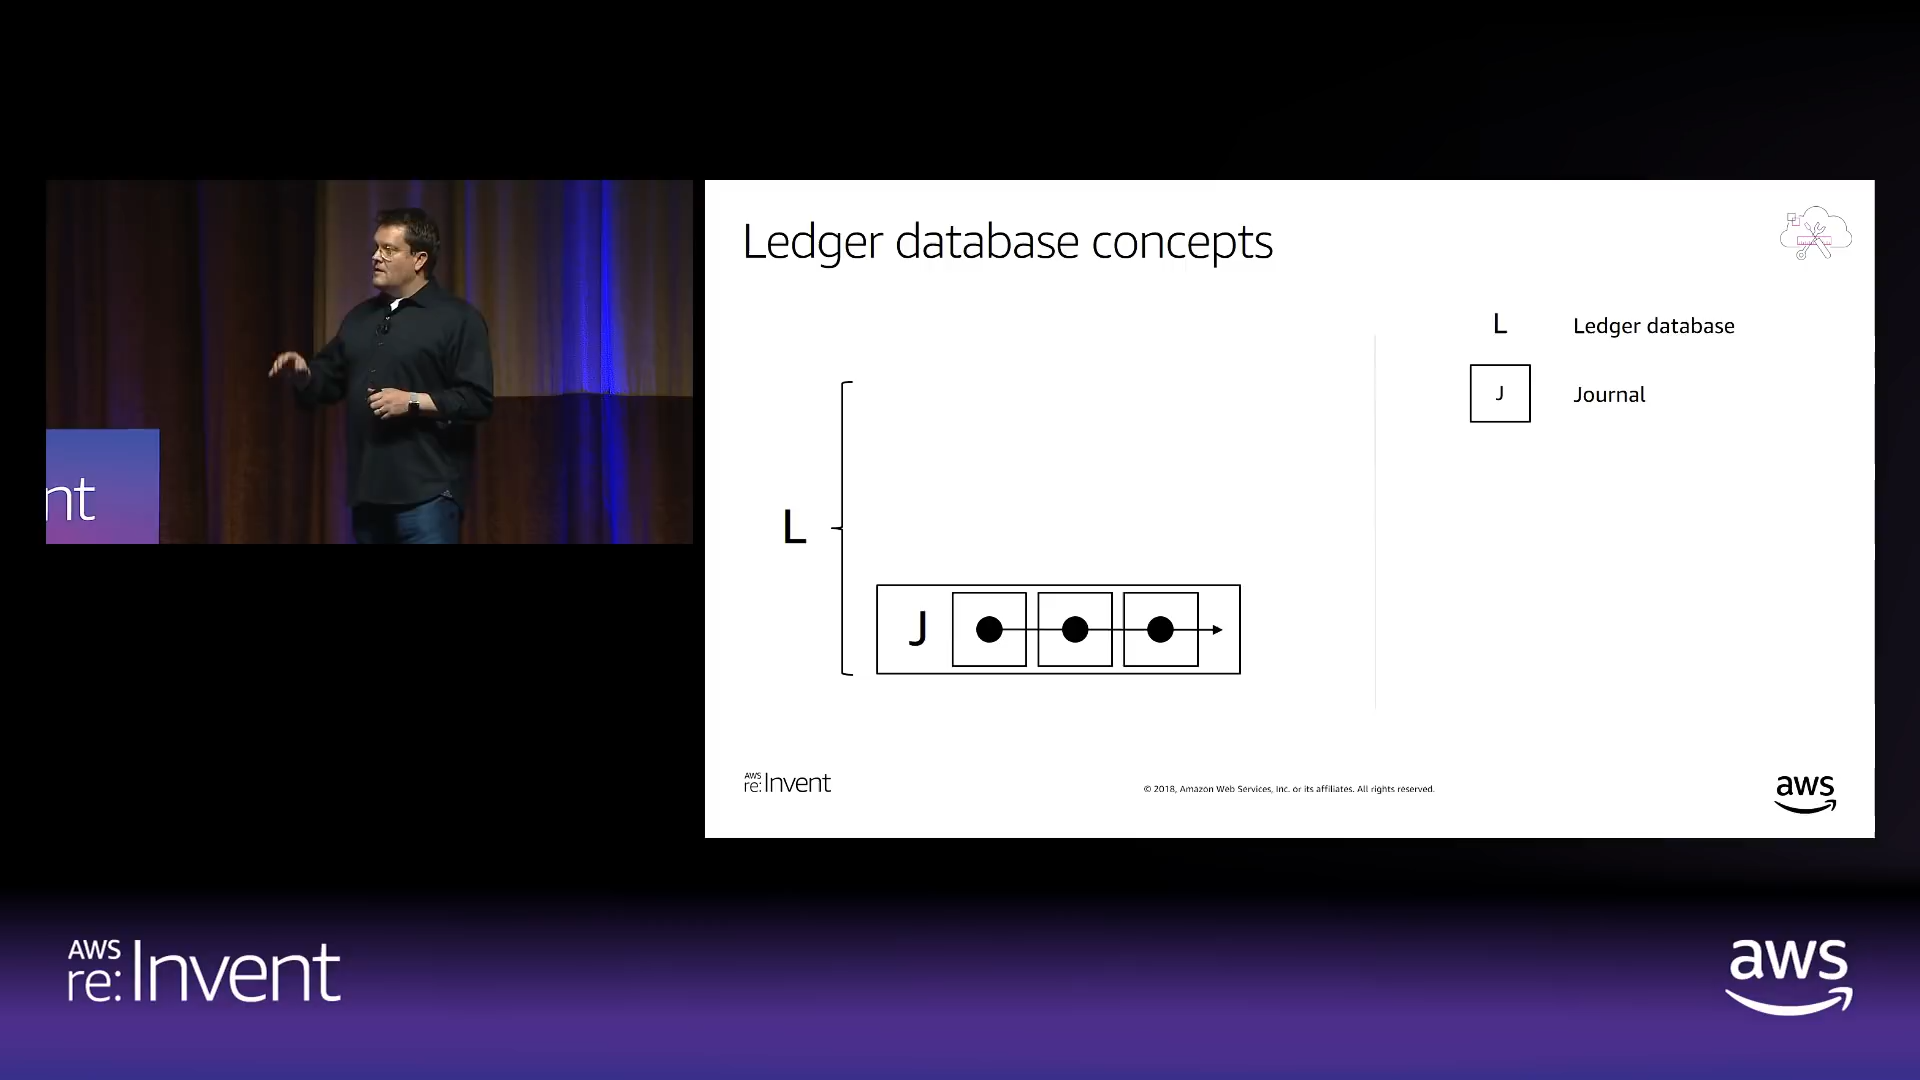 nt
Ledger database concepts
L Ledger database
J Journal
L
J
AWS
re:Invent
© 2018, Amazon Web Services, Inc. or its affiliates. All rights reserved.
aws
AWS
re:Invent
aws